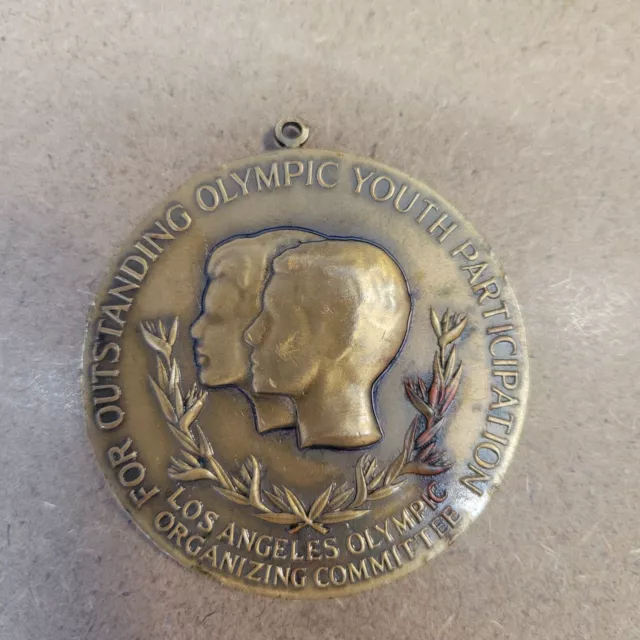 FOR OUTSTANDING OLYMPIC YOUTH PARTICIPATION
LOS ANGELES OLYMPIC
ORGANIZING COMMITTEE